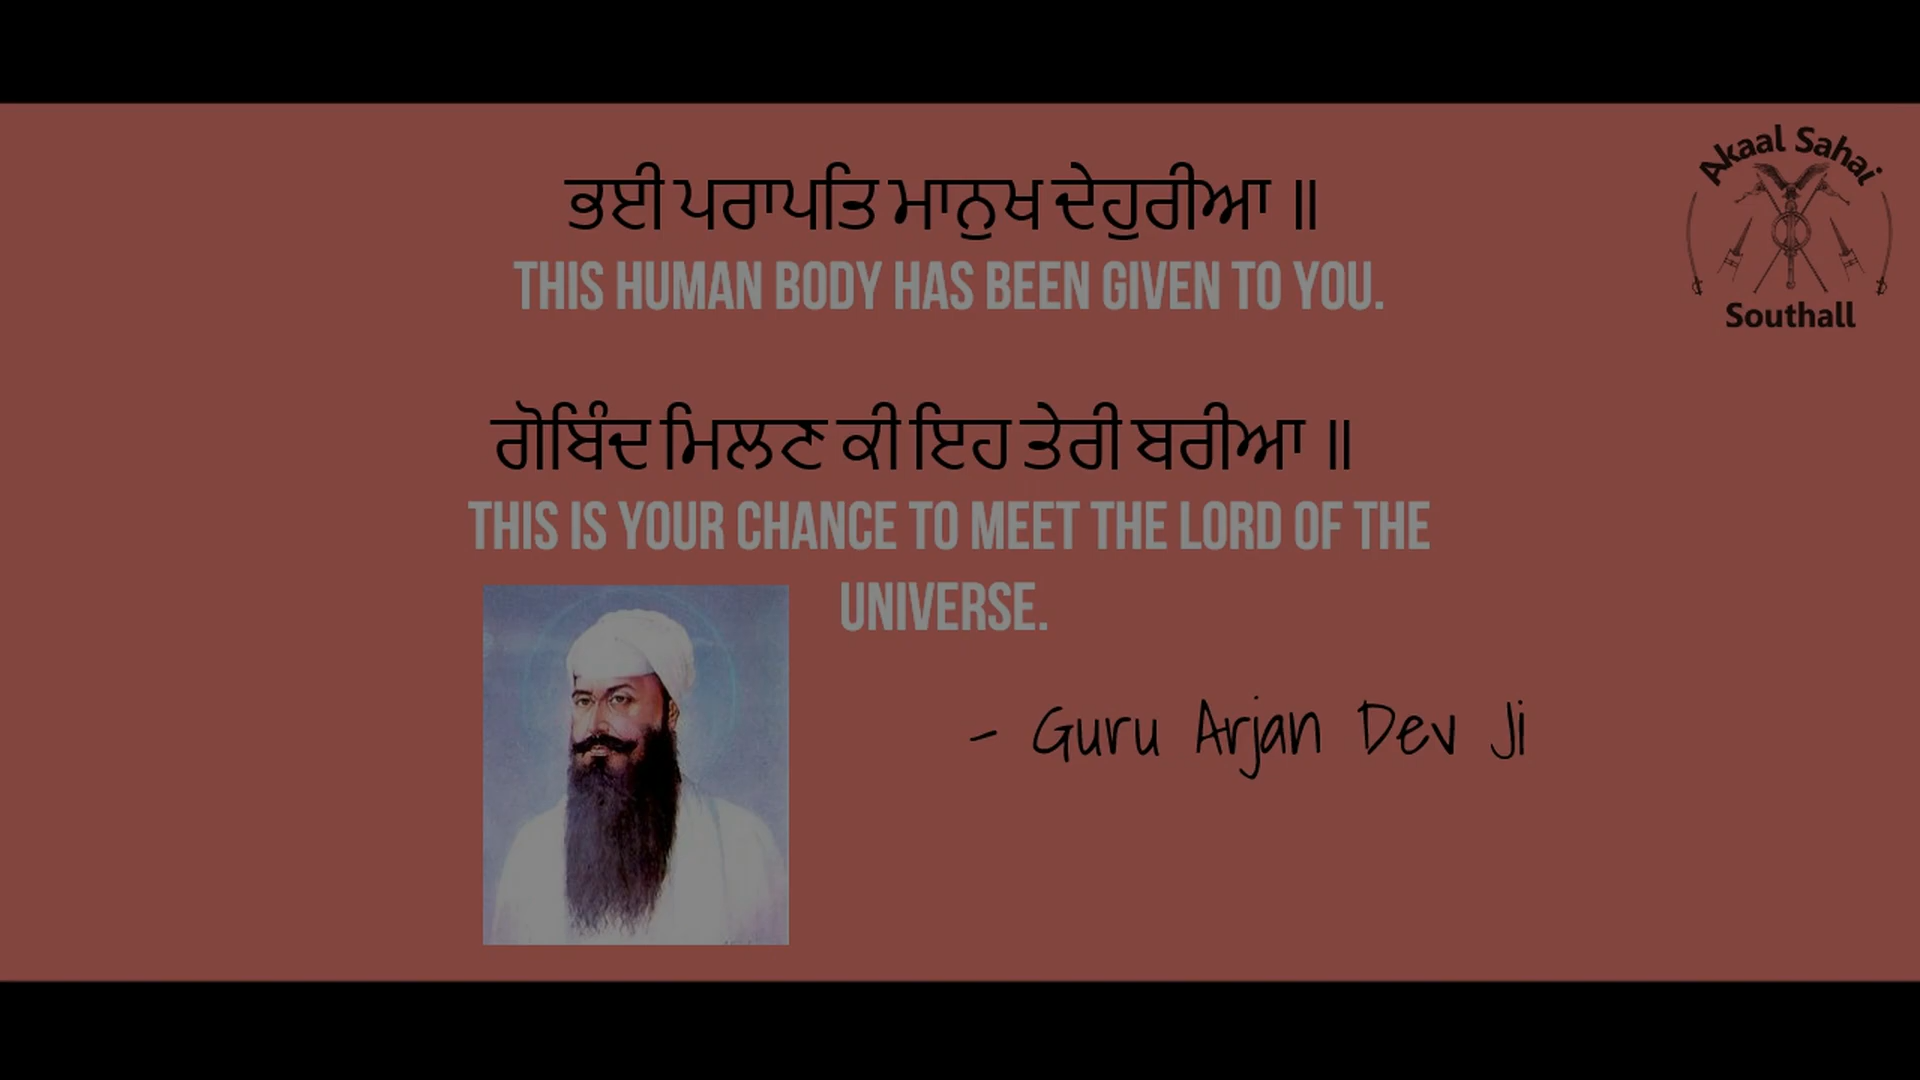 Akaal Sahai
Southall
ਭਈ ਪਰਾਪਤਿ ਮਾਨੁਖ ਦੇਹੁਰੀਆ ॥
THIS HUMAN BODY HAS BEEN GIVEN TO YOU.
ਗੋਬਿੰਦ ਮਿਲਣ ਕੀ ਇਹ ਤੇਰੀ ਬਰੀਆ ॥
THIS IS YOUR CHANCE TO MEET THE LORD OF THE
UNIVERSE.
- Guru Arjan Dev Ji